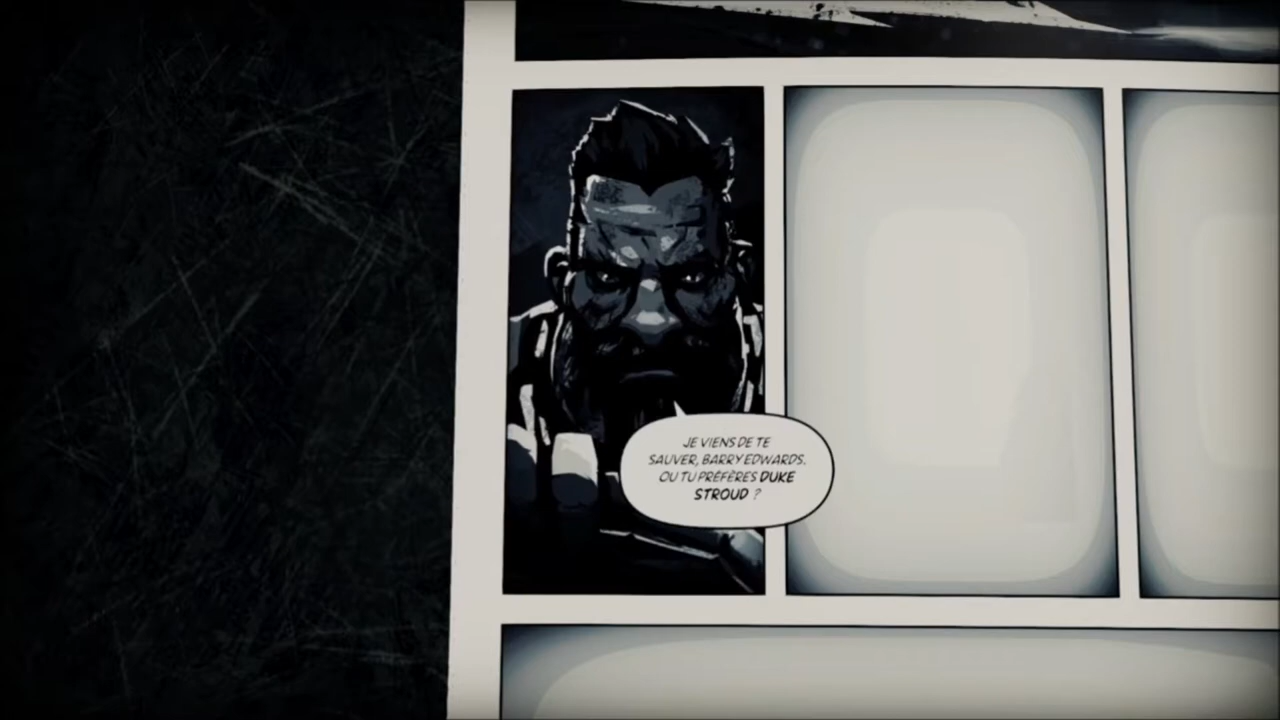 JE VIENS DE TE
SAUVER, BARRY EDWARDS.
OU TU PRÉFÈRES DUKE
STROUD ?